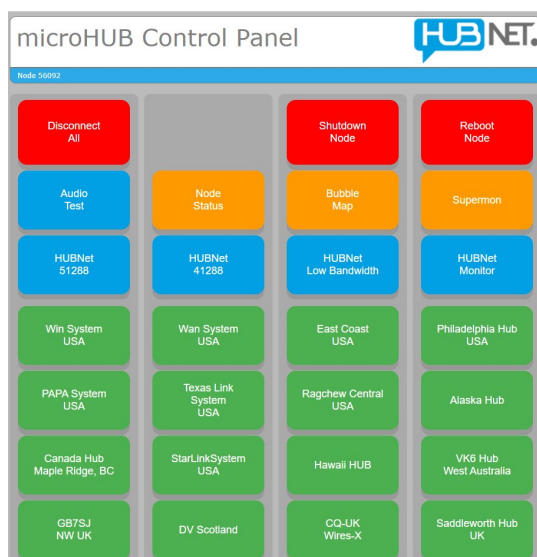 microHUB Control Panel
HUBNET.
Node 56092
Disconnect
All
Shutdown
Node
Reboot
Node
Audio
Test
Node
Status
Bubble
Map
Supermon
HUBNet
51288
HUBNet
41288
HUBNet
Low Bandwidth
HUBNet
Monitor
Win System
USA
Wan System
USA
East Coast
USA
Philadelphia Hub
USA
PAPA System
USA
Texas Link
System
USA
Ragchew Central
USA
Alaska Hub
Canada Hub
Maple Ridge, BC
StarLinkSystem
USA
Hawaii HUB
VK6 Hub
West Australia
GB7SJ
NW UK
DV Scotland
CQ-UK
Wires-X
Saddleworth Hub
UK